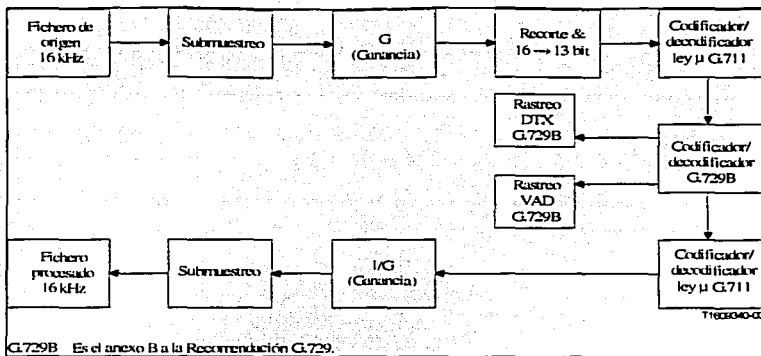 Fichero de
origen
16 kHz
Submuestreo
G
(Ganancia)
Recorte &
16 → 13 bit
Codificador/
decodificador
ley μ G.711
Rastreo
DTX
G.729B
Codificador/
decodificador
G.729B
Rastreo
VAD
G.729B
Fichero
procesado
16 kHz
Submuestreo
1/G
(Ganancia)
Codificador/
decodificador
ley μ G.711
T1609340-00
G.729B Es el anexo B a la Recomendación G.729.